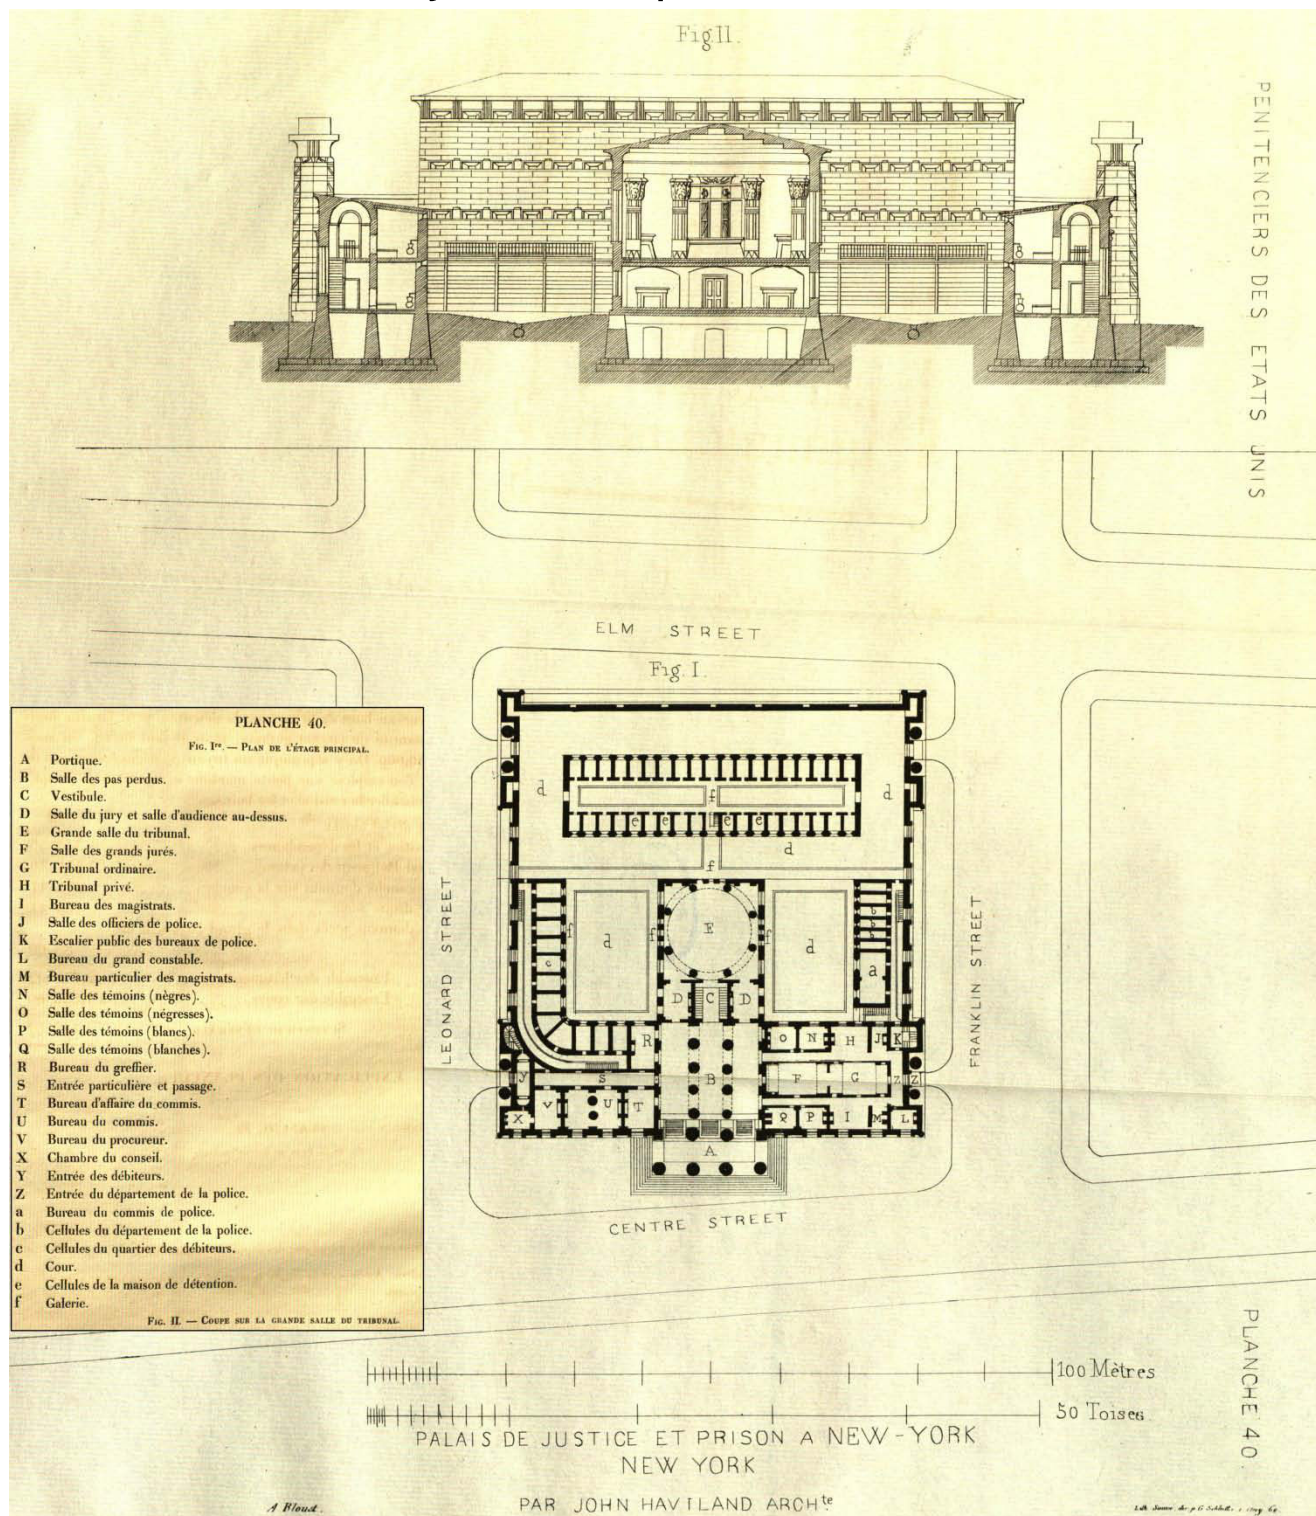 Fig.II.
PENITENCIERS DES ETATS UNIS
ELM STREET
Fig. I.
PLANCHE 40.
FIG. Ire. — PLAN DE L'ÉTAGE PRINCIPAL.
A Portique.
B Salle des pas perdus.
C Vestibule.
D Salle du jury et salle d'audience au-dessus.
E Grande salle du tribunal.
F Salle des grands jurés.
G Tribunal ordinaire.
H Tribunal privé.
I Bureau des magistrats.
J Salle des officiers de police.
K Escalier public des bureaux de police.
L Bureau du grand constable.
M Bureau particulier des magistrats.
N Salle des témoins (nègres).
O Salle des témoins (négresses).
P Salle des témoins (blancs).
Q Salle des témoins (blanches).
R Bureau du greffier.
S Entrée particulière et passage.
T Bureau d'affaire du commis.
U Bureau du commis.
V Bureau du procureur.
X Chambre du conseil.
Y Entrée des débiteurs.
Z Entrée du département de la police.
a Bureau du commis de police.
b Cellules du département de la police.
c Cellules du quartier des débiteurs.
d Cour.
e Cellules de la maison de détention.
f Galerie.
FIG. II. — COUPE SUR LA GRANDE SALLE DU TRIBUNAL.
d f d
e e e e
d
f
LEONARD STREET
FRANKLIN STREET
c f d f E f d b
a
D C D
R O N H J K
B
F G Z Z
y S
X V U T Q P I M L
A
CENTRE STREET
100 Mètres
50 Toises
PALAIS DE JUSTICE ET PRISON A NEW-YORK
NEW YORK
PAR JOHN HAVILAND ARCHte
PLANCHE 40.
A Blouet.